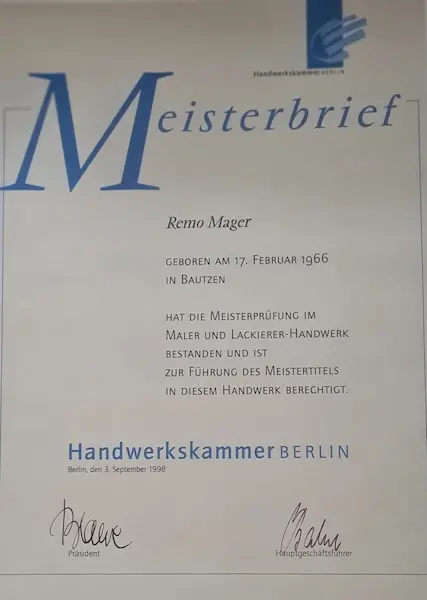 Handwerkskammer BERLIN
Meisterbrief
Remo Mager
GEBOREN AM 17. FEBRUAR 1966
IN BAUTZEN
HAT DIE MEISTERPRÜFUNG IM
MALER UND LACKIERER-HANDWERK
BESTANDEN UND IST
ZUR FÜHRUNG DES MEISTERTITELS
IN DIESEM HANDWERK BERECHTIGT.
Handwerkskammer BERLIN
Berlin, den 3. September 1998
Präsident
Hauptgeschäftsführer